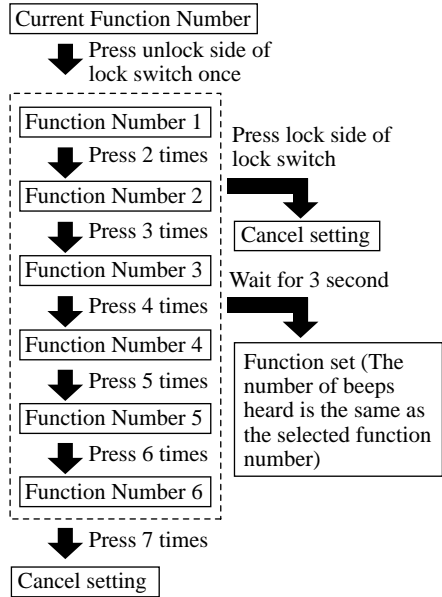 Current Function Number
Press unlock side of
lock switch once
Function Number 1
Press 2 times
Function Number 2
Press lock side of
lock switch
Cancel setting
Press 3 times
Function Number 3
Wait for 3 second
Press 4 times
Function Number 4
Function set (The
number of beeps
heard is the same as
the selected function
number)
Press 5 times
Function Number 5
Press 6 times
Function Number 6
Press 7 times
Cancel setting